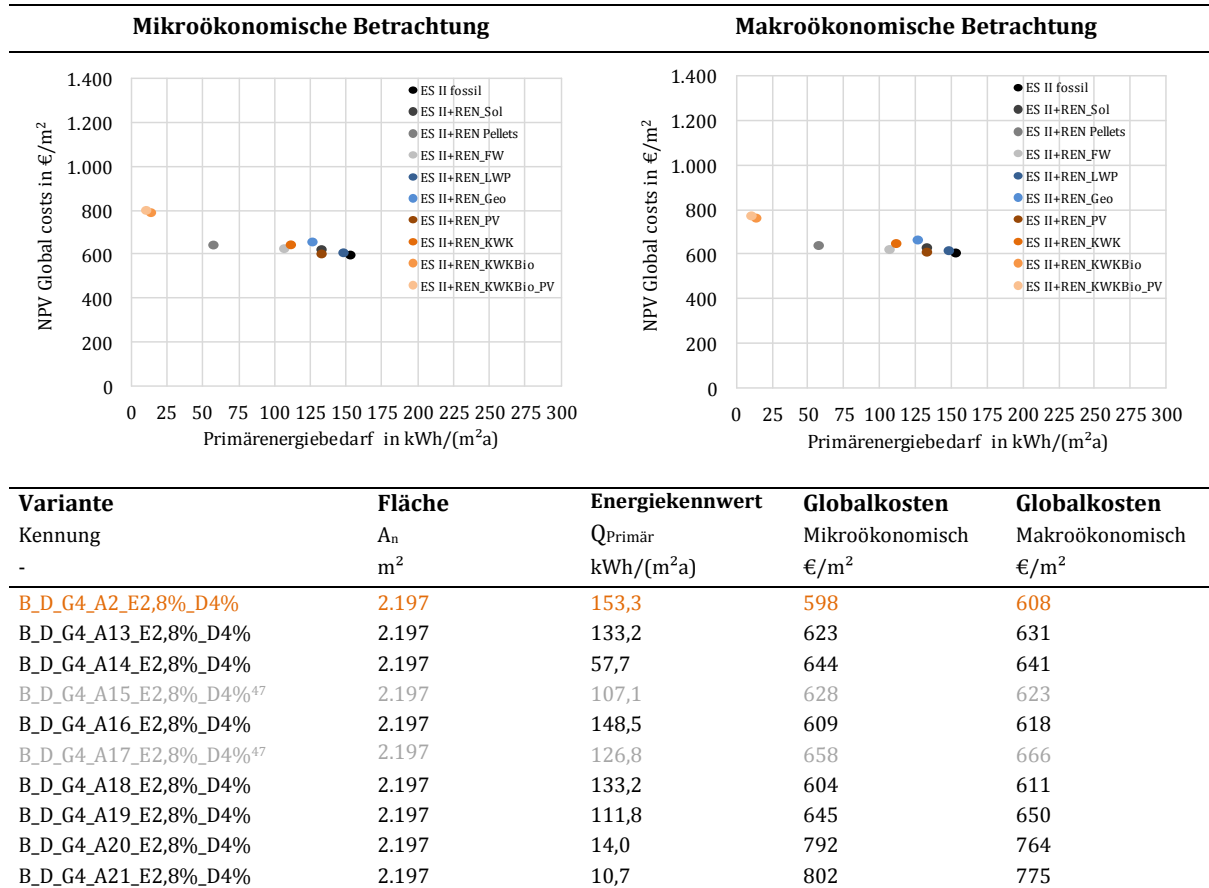 Mikroökonomische Betrachtung
Makroökonomische Betrachtung
NPV Global costs in €/m²
1.400
1.200
1.000
800
600
400
200
0
0 25 50 75 100 125 150 175 200 225 250 275 300
Primärenergiebedarf in kWh/(m²a)
ES II fossil
ES II+REN_Sol
ES II+REN Pellets
ES II+REN_FW
ES II+REN_LWP
ES II+REN_Geo
ES II+REN_PV
ES II+REN_KWK
ES II+REN_KWKBio
ES II+REN_KWKBio_PV
NPV Global costs in €/m²
1.400
1.200
1.000
800
600
400
200
0
0 25 50 75 100 125 150 175 200 225 250 275 300
Primärenergiebedarf in kWh/(m²a)
ES II fossil
ES II+REN_Sol
ES II+REN Pellets
ES II+REN_FW
ES II+REN_LWP
ES II+REN_Geo
ES II+REN_PV
ES II+REN_KWK
ES II+REN_KWKBio
ES II+REN_KWKBio_PV
Variante Fläche Energiekennwert Globalkosten Globalkosten
Kennung An QPrimär Mikroökonomisch Makroökonomisch
- m² kWh/(m²a) €/m² €/m²
B_D_G4_A2_E2,8%_D4% 2.197 153,3 598 608
B_D_G4_A13_E2,8%_D4% 2.197 133,2 623 631
B_D_G4_A14_E2,8%_D4% 2.197 57,7 644 641
B_D_G4_A15_E2,8%_D4%⁴⁷ 2.197 107,1 628 623
B_D_G4_A16_E2,8%_D4% 2.197 148,5 609 618
B_D_G4_A17_E2,8%_D4%⁴⁷ 2.197 126,8 658 666
B_D_G4_A18_E2,8%_D4% 2.197 133,2 604 611
B_D_G4_A19_E2,8%_D4% 2.197 111,8 645 650
B_D_G4_A20_E2,8%_D4% 2.197 14,0 792 764
B_D_G4_A21_E2,8%_D4% 2.197 10,7 802 775